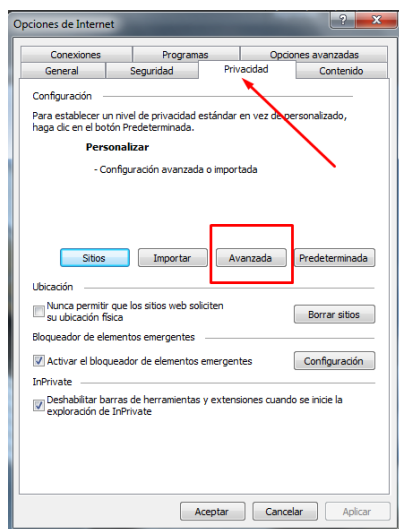 Opciones de Internet
Conexiones Programas Opciones avanzadas
General Seguridad Privacidad Contenido
Configuración
Para establecer un nivel de privacidad estándar en vez de personalizado,
haga clic en el botón Predeterminada.
Personalizar
- Configuración avanzada o importada
Sitios Importar Avanzada Predeterminada
Ubicación
Nunca permitir que los sitios web soliciten
su ubicación física
Borrar sitios
Bloqueador de elementos emergentes
Activar el bloqueador de elementos emergentes Configuración
InPrivate
Deshabilitar barras de herramientas y extensiones cuando se inicie la
exploración de InPrivate
Aceptar Cancelar Aplicar